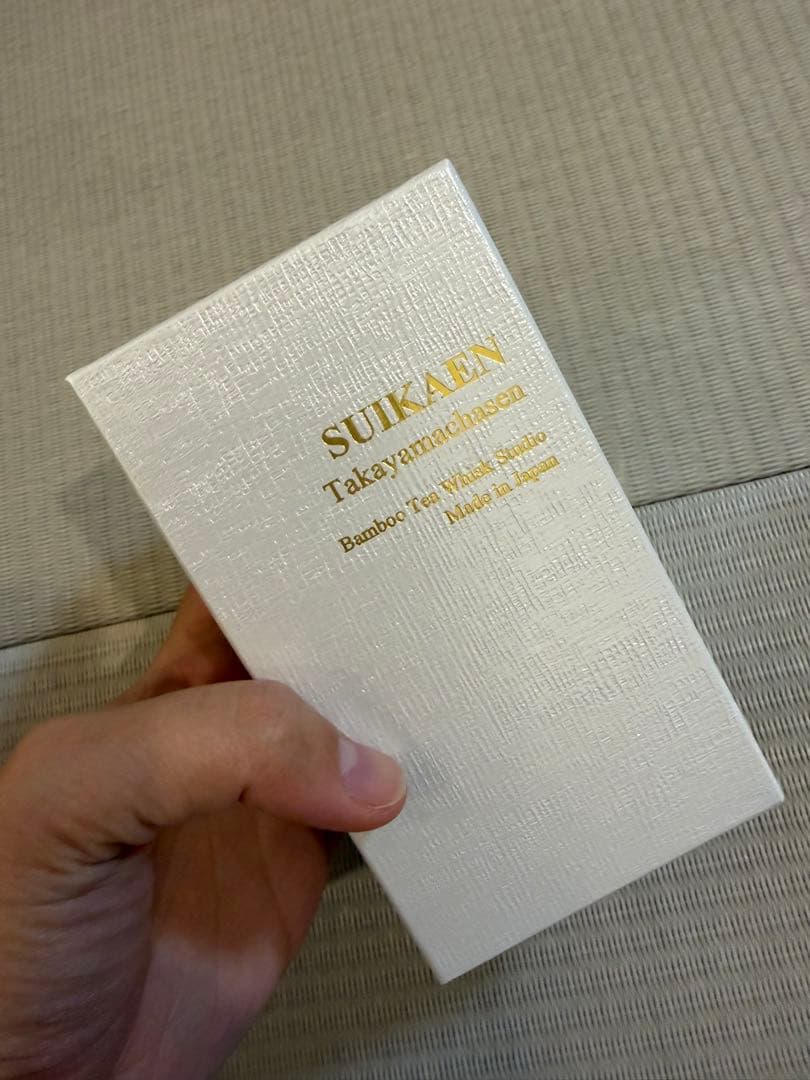 SUIKAEN
Takayamachasen
Bamboo Tea Whisk Studio
Made in Japan